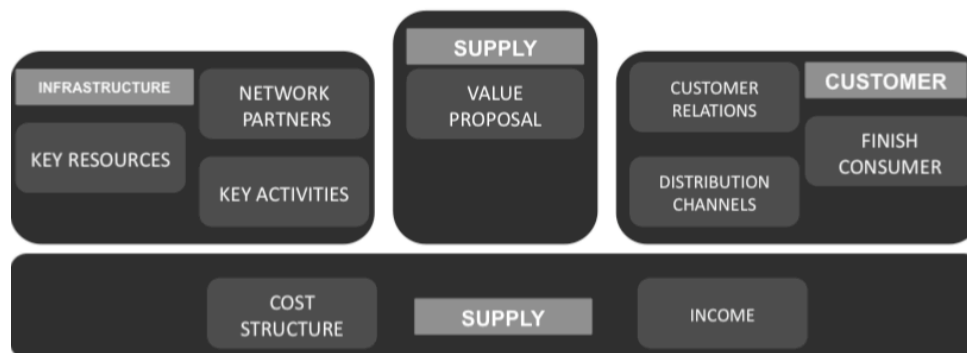 INFRASTRUCTURE
NETWORK
PARTNERS
KEY RESOURCES
KEY ACTIVITIES
SUPPLY
VALUE
PROPOSAL
CUSTOMER
RELATIONS
CUSTOMER
FINISH
CONSUMER
DISTRIBUTION
CHANNELS
COST
STRUCTURE
SUPPLY
INCOME